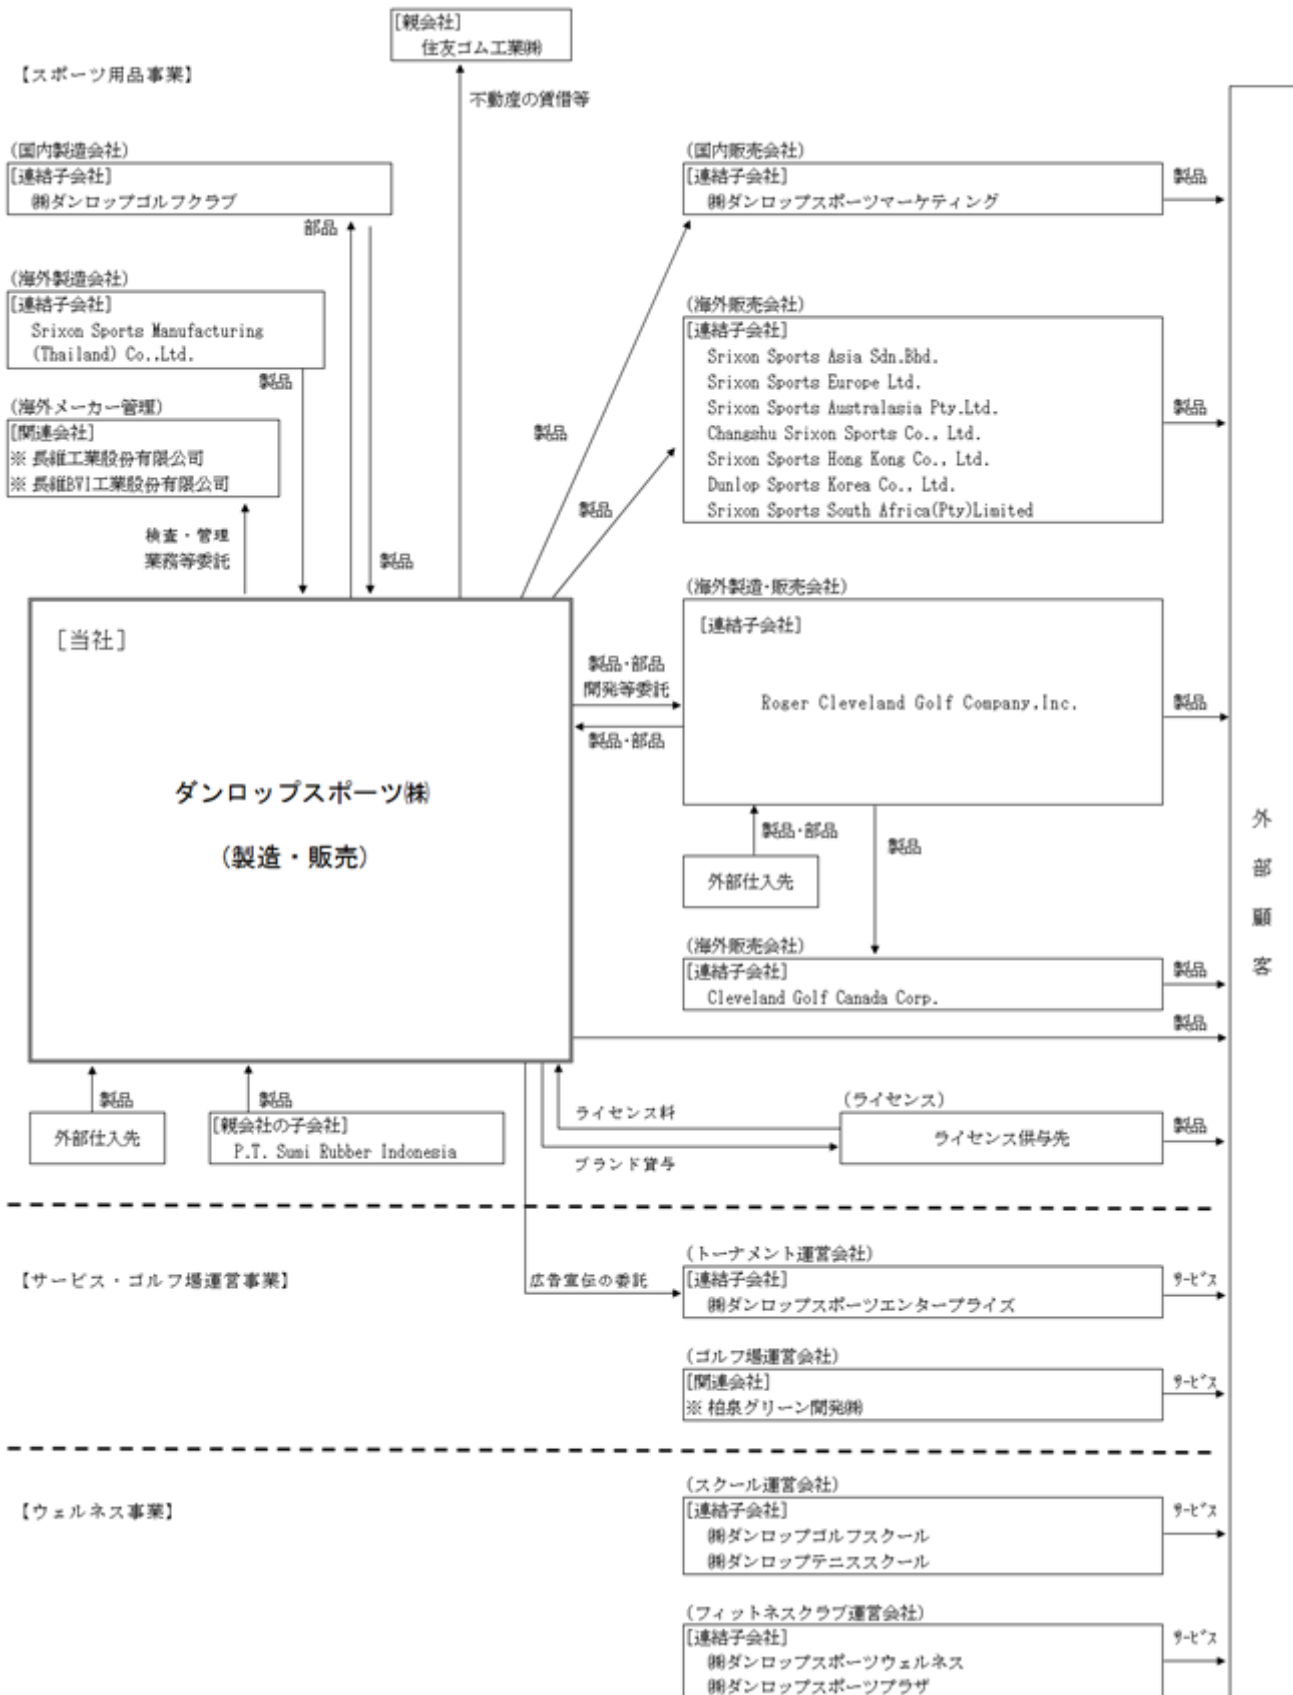 [親会社]
住友ゴム工業㈱
【スポーツ用品事業】
不動産の賃借等
(国内製造会社)
[連結子会社]
㈱ダンロップゴルフクラブ
部品
(海外製造会社)
[連結子会社]
Srixon Sports Manufacturing
(Thailand) Co.,Ltd.
製品
(海外メーカー管理)
[関連会社]
※ 長維工業股份有限公司
※ 長維BVI工業股份有限公司
検査・管理
業務等委託
製品
(国内販売会社)
[連結子会社]
㈱ダンロップスポーツマーケティング
製品
製品
(海外販売会社)
[連結子会社]
Srixon Sports Asia Sdn.Bhd.
Srixon Sports Europe Ltd.
Srixon Sports Australasia Pty.Ltd.
Changshu Srixon Sports Co., Ltd.
Srixon Sports Hong Kong Co., Ltd.
Dunlop Sports Korea Co., Ltd.
Srixon Sports South Africa(Pty)Limited
製品
製品
[当社]
ダンロップスポーツ㈱
(製造・販売)
製品・部品
開発等委託
製品・部品
(海外製造・販売会社)
[連結子会社]
Roger Cleveland Golf Company,Inc.
製品
製品・部品
外部仕入先
製品
(海外販売会社)
[連結子会社]
Cleveland Golf Canada Corp.
製品
製品
外部顧客
製品
外部仕入先
製品
[親会社の子会社]
P.T. Sumi Rubber Indonesia
ライセンス料
ブランド貸与
(ライセンス)
ライセンス供与先
製品
【サービス・ゴルフ場運営事業】
広告宣伝の委託
(トーナメント運営会社)
[連結子会社]
㈱ダンロップスポーツエンタープライズ
サービス
(ゴルフ場運営会社)
[関連会社]
※ 柏泉グリーン開発㈱
サービス
【ウェルネス事業】
(スクール運営会社)
[連結子会社]
㈱ダンロップゴルフスクール
㈱ダンロップテニススクール
サービス
(フィットネスクラブ運営会社)
[連結子会社]
㈱ダンロップスポーツウェルネス
㈱ダンロップスポーツプラザ
サービス